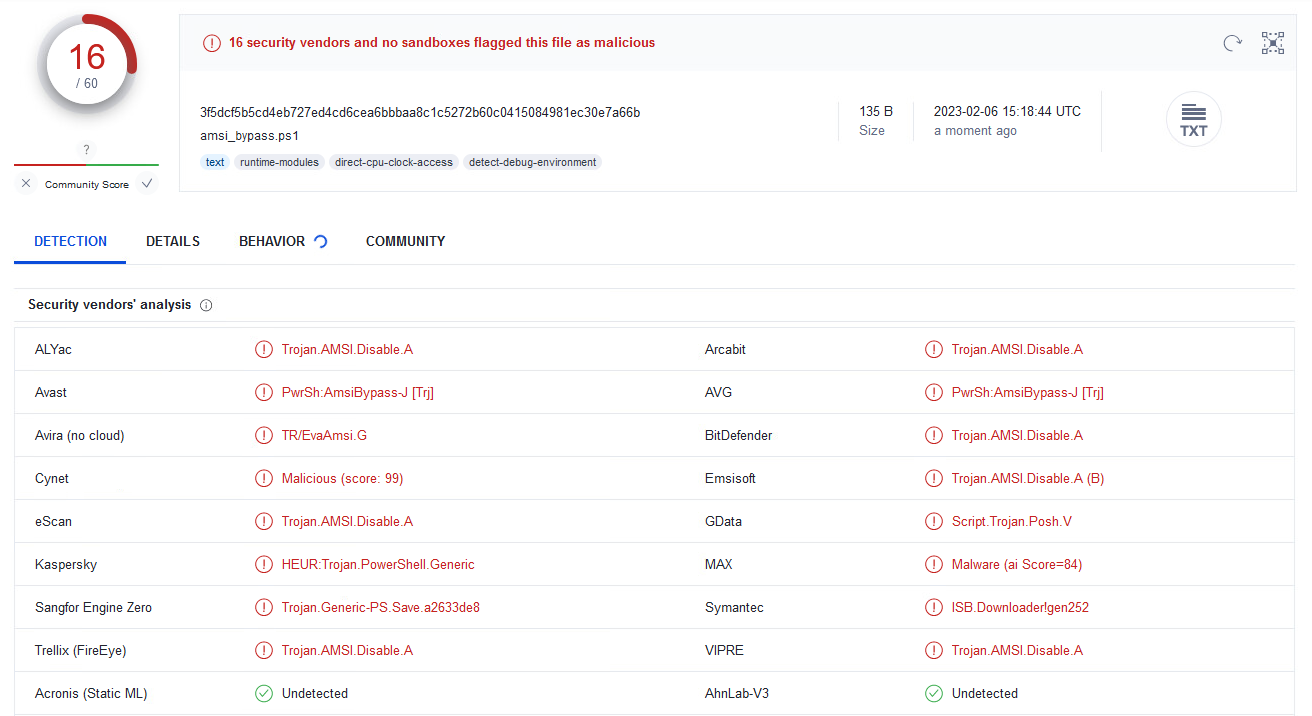 16
/ 60
?
Community Score
16 security vendors and no sandboxes flagged this file as malicious
3f5dcf5b5cd4eb727ed4cd6cea6bbbaa8c1c5272b60c0415084981ec30e7a66b
amsi_bypass.ps1
text runtime-modules direct-cpu-clock-access detect-debug-environment
135 B
Size
2023-02-06 15:18:44 UTC
a moment ago
TXT
DETECTION DETAILS BEHAVIOR COMMUNITY
Security vendors' analysis
ALYac Trojan.AMSI.Disable.A Arcabit Trojan.AMSI.Disable.A
Avast PwrSh:AmsiBypass-J [Trj] AVG PwrSh:AmsiBypass-J [Trj]
Avira (no cloud) TR/EvaAmsi.G BitDefender Trojan.AMSI.Disable.A
Cynet Malicious (score: 99) Emsisoft Trojan.AMSI.Disable.A (B)
eScan Trojan.AMSI.Disable.A GData Script.Trojan.Posh.V
Kaspersky HEUR:Trojan.PowerShell.Generic MAX Malware (ai Score=84)
Sangfor Engine Zero Trojan.Generic-PS.Save.a2633de8 Symantec ISB.Downloader!gen252
Trellix (FireEye) Trojan.AMSI.Disable.A VIPRE Trojan.AMSI.Disable.A
Acronis (Static ML) Undetected AhnLab-V3 Undetected